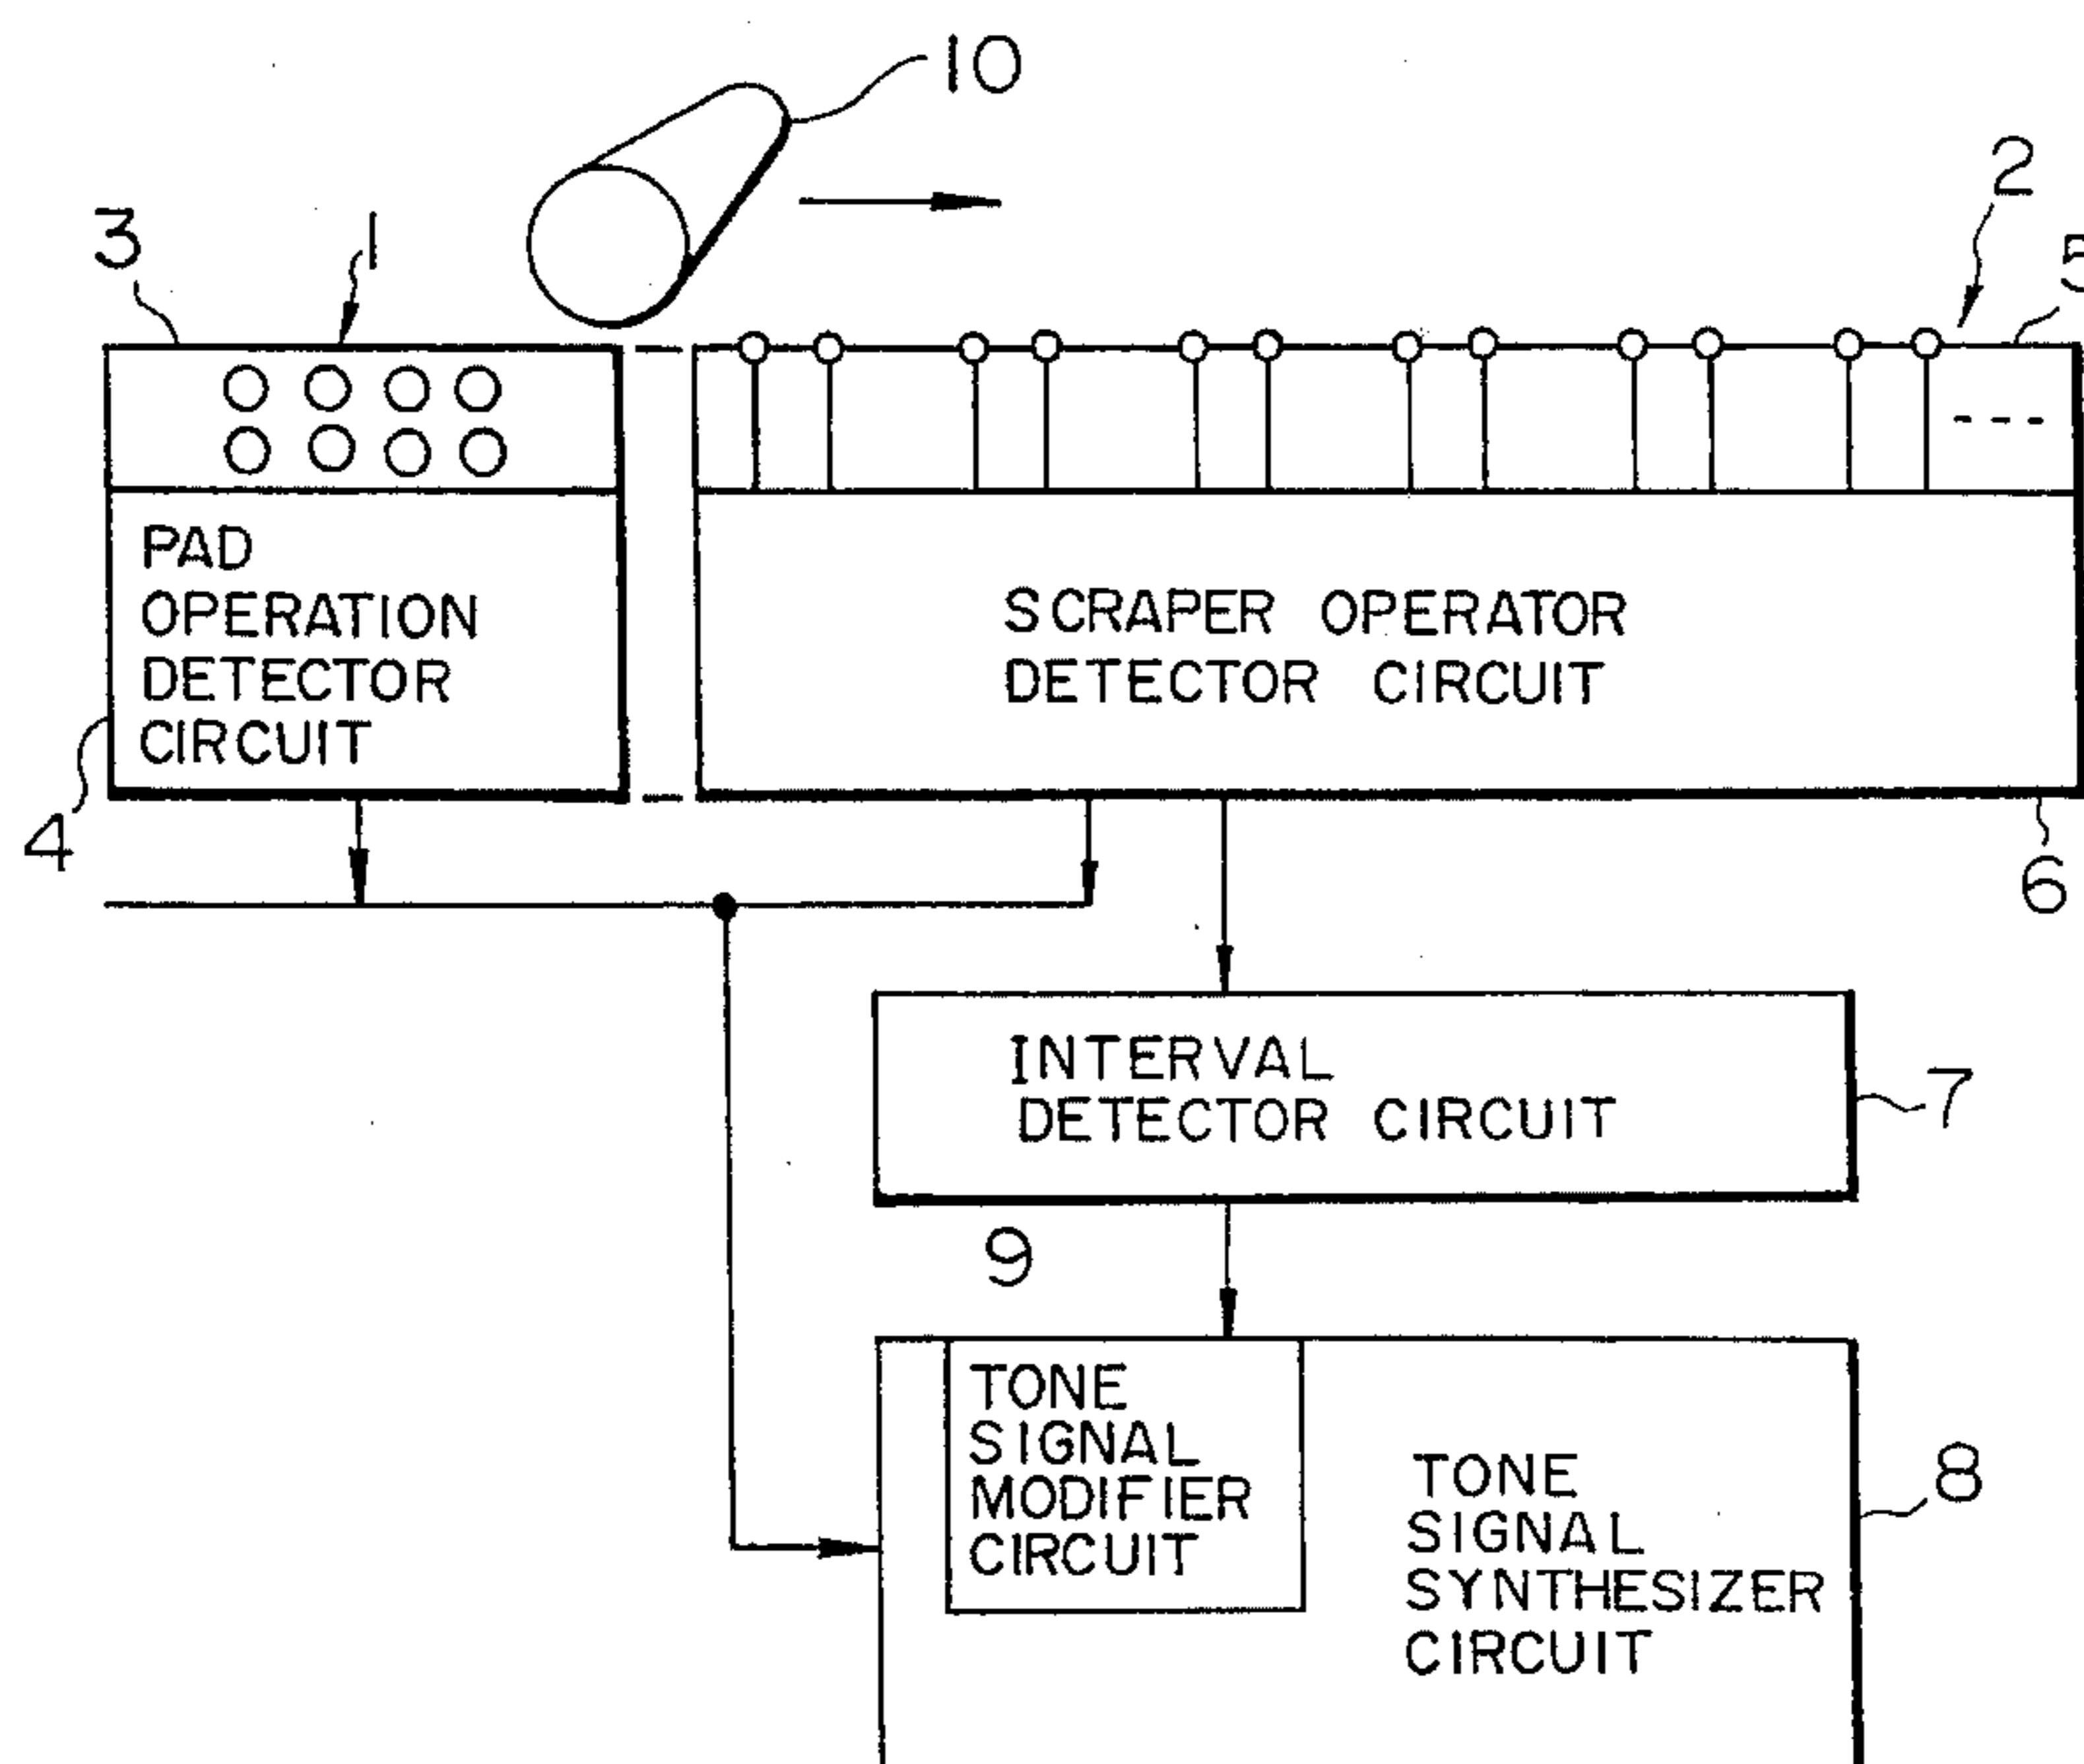 10
2
3
1
5
PAD
OPERATION
DETECTOR
CIRCUIT
SCRAPER OPERATOR
DETECTOR CIRCUIT
4
6
INTERVAL
DETECTOR CIRCUIT
7
9
TONE
SIGNAL
MODIFIER
CIRCUIT
TONE
SIGNAL
SYNTHESIZER
CIRCUIT
8